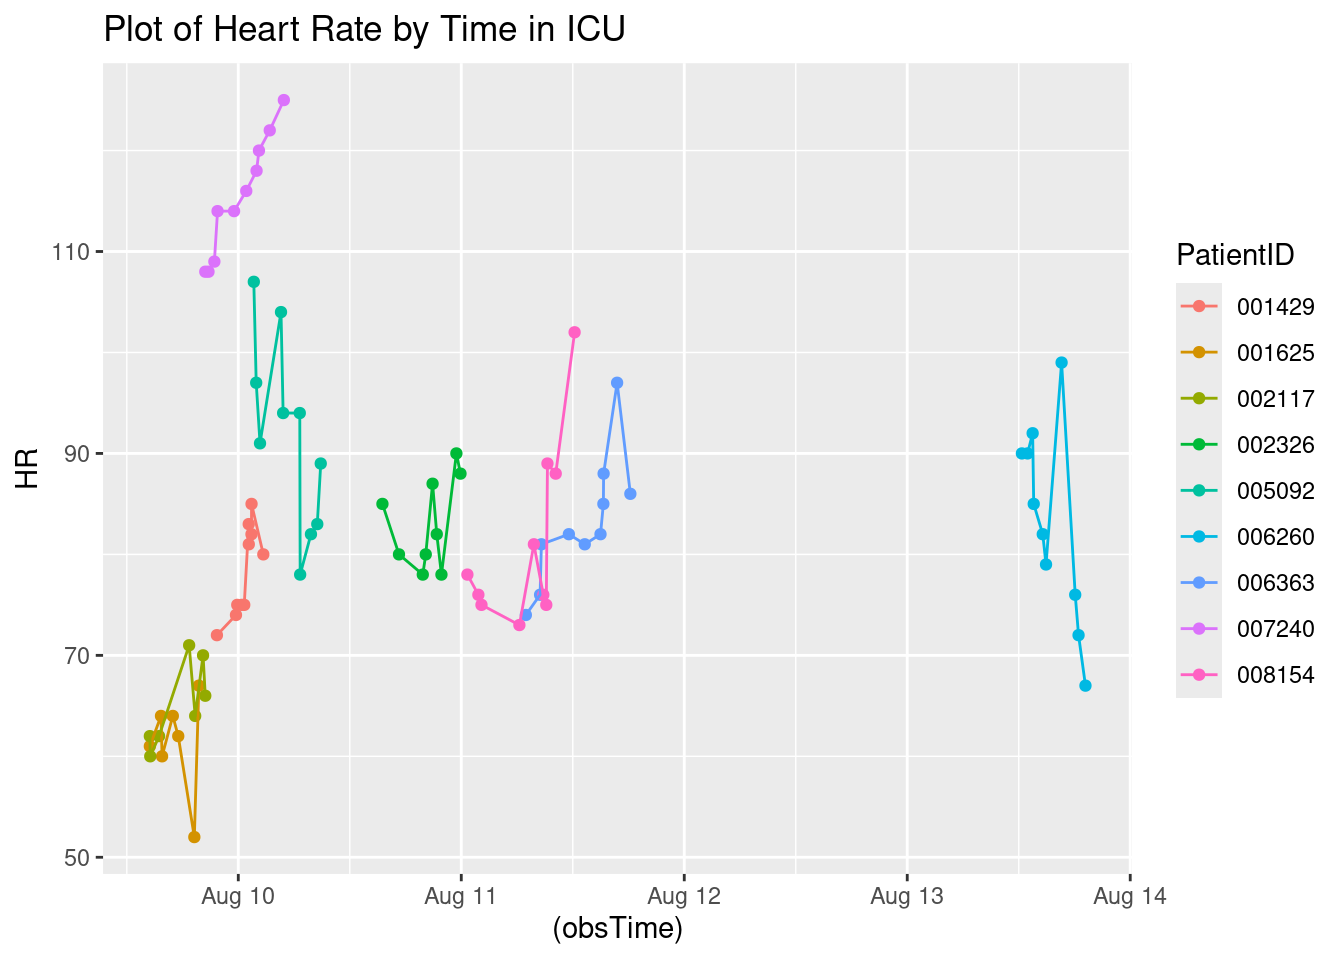 Plot of Heart Rate by Time in ICU
110
90
70
50
HR
Aug 10
Aug 11
Aug 12
Aug 13
Aug 14
(obsTime)
PatientID
001429
001625
002117
002326
005092
006260
006363
007240
008154